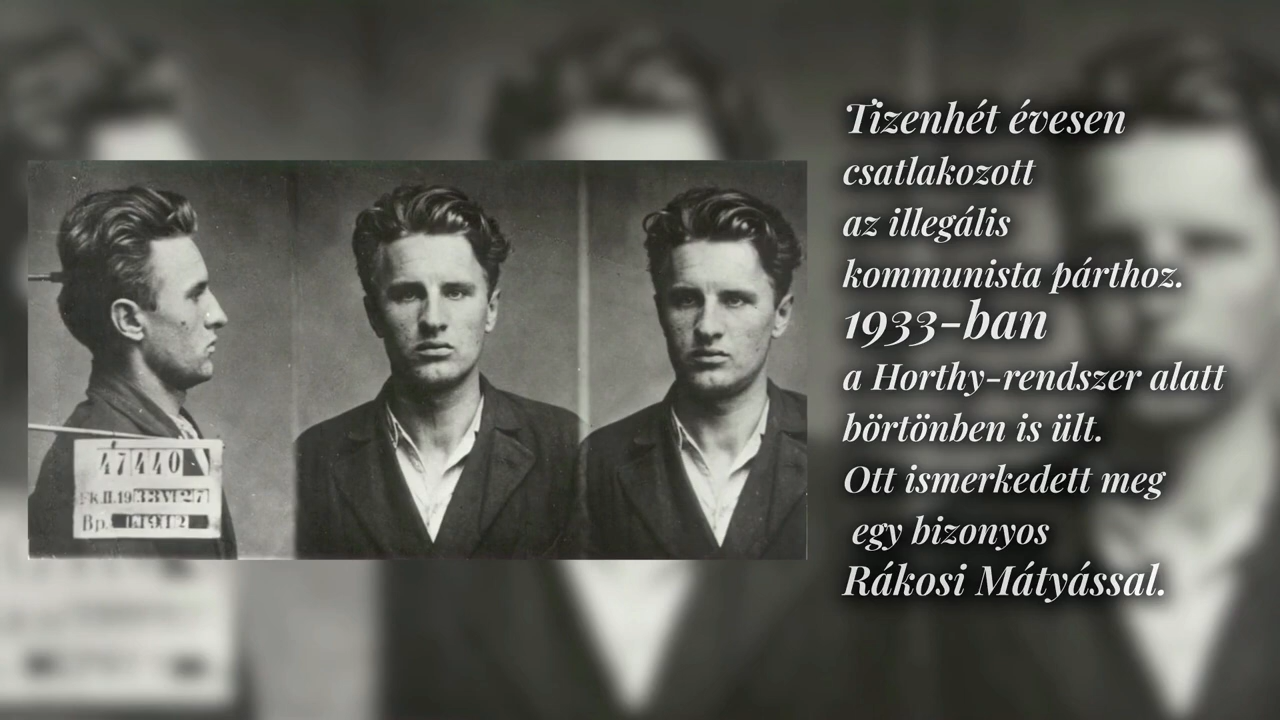 47440
Bp.
Tizenhét évesen
csatlakozott
az illegális
kommunista párthoz.
1933-ban
a Horthy-rendszer alatt
börtönben is ült.
Ott ismerkedett meg
egy bizonyos
Rákosi Mátyással.